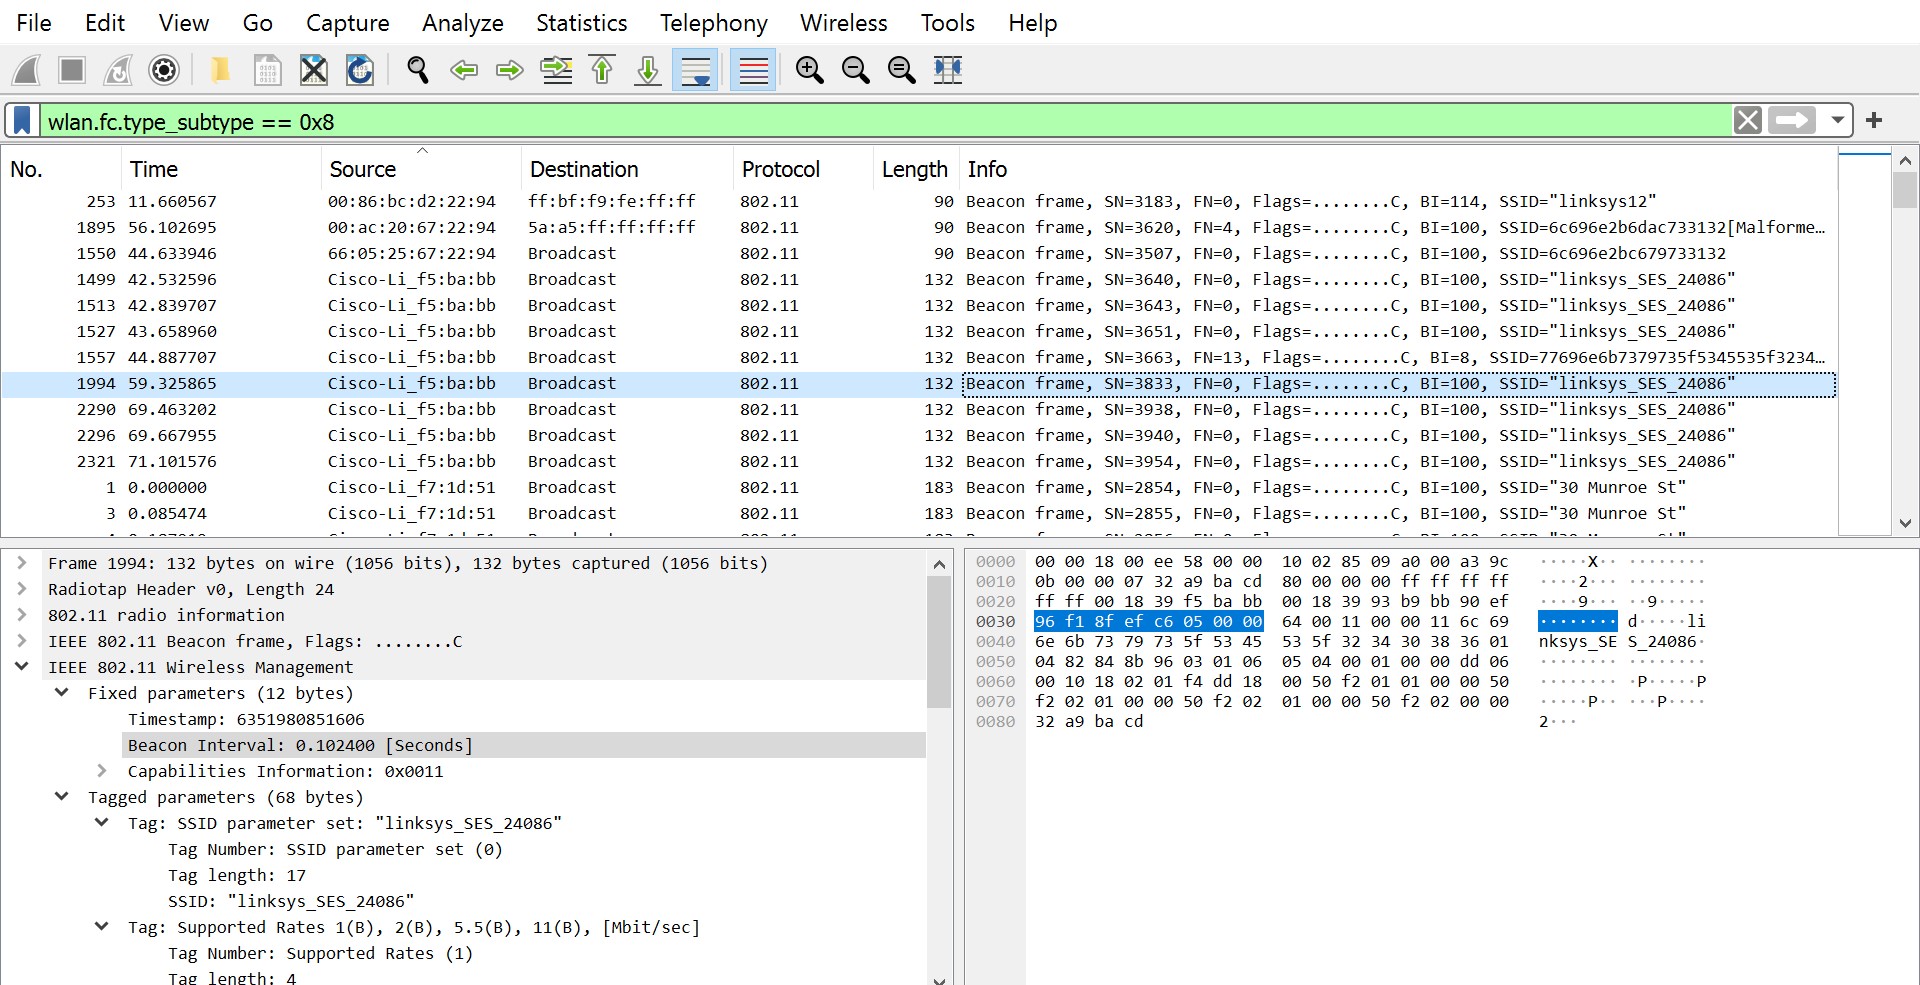 File Edit View Go Capture Analyze Statistics Telephony Wireless Tools Help
wlan.fc.type_subtype == 0x8
No. Time Source Destination Protocol Length Info
253 11.660567 00:86:bc:d2:22:94 ff:bf:f9:fe:ff:ff 802.11 90 Beacon frame, SN=3183, FN=0, Flags=........C, BI=114, SSID="linksys12"
1895 56.102695 00:ac:20:67:22:94 5a:a5:ff:ff:ff:ff 802.11 90 Beacon frame, SN=3620, FN=4, Flags=........C, BI=100, SSID=6c696e2b6dac733132[Malforme…
1550 44.633946 66:05:25:67:22:94 Broadcast 802.11 90 Beacon frame, SN=3507, FN=0, Flags=........C, BI=100, SSID=6c696e2bc679733132
1499 42.532596 Cisco-Li_f5:ba:bb Broadcast 802.11 132 Beacon frame, SN=3640, FN=0, Flags=........C, BI=100, SSID="linksys_SES_24086"
1513 42.839707 Cisco-Li_f5:ba:bb Broadcast 802.11 132 Beacon frame, SN=3643, FN=0, Flags=........C, BI=100, SSID="linksys_SES_24086"
1527 43.658960 Cisco-Li_f5:ba:bb Broadcast 802.11 132 Beacon frame, SN=3651, FN=0, Flags=........C, BI=100, SSID="linksys_SES_24086"
1557 44.887707 Cisco-Li_f5:ba:bb Broadcast 802.11 132 Beacon frame, SN=3663, FN=13, Flags=........C, BI=8, SSID=77696e6b7379735f5345535f3234…
1994 59.325865 Cisco-Li_f5:ba:bb Broadcast 802.11 132 Beacon frame, SN=3833, FN=0, Flags=........C, BI=100, SSID="linksys_SES_24086"
2290 69.463202 Cisco-Li_f5:ba:bb Broadcast 802.11 132 Beacon frame, SN=3938, FN=0, Flags=........C, BI=100, SSID="linksys_SES_24086"
2296 69.667955 Cisco-Li_f5:ba:bb Broadcast 802.11 132 Beacon frame, SN=3940, FN=0, Flags=........C, BI=100, SSID="linksys_SES_24086"
2321 71.101576 Cisco-Li_f5:ba:bb Broadcast 802.11 132 Beacon frame, SN=3954, FN=0, Flags=........C, BI=100, SSID="linksys_SES_24086"
1 0.000000 Cisco-Li_f7:1d:51 Broadcast 802.11 183 Beacon frame, SN=2854, FN=0, Flags=........C, BI=100, SSID="30 Munroe St"
3 0.085474 Cisco-Li_f7:1d:51 Broadcast 802.11 183 Beacon frame, SN=2855, FN=0, Flags=........C, BI=100, SSID="30 Munroe St"
Frame 1994: 132 bytes on wire (1056 bits), 132 bytes captured (1056 bits)
Radiotap Header v0, Length 24
802.11 radio information
IEEE 802.11 Beacon frame, Flags: ........C
IEEE 802.11 Wireless Management
Fixed parameters (12 bytes)
Timestamp: 6351980851606
Beacon Interval: 0.102400 [Seconds]
Capabilities Information: 0x0011
Tagged parameters (68 bytes)
Tag: SSID parameter set: "linksys_SES_24086"
Tag Number: SSID parameter set (0)
Tag length: 17
SSID: "linksys_SES_24086"
Tag: Supported Rates 1(B), 2(B), 5.5(B), 11(B), [Mbit/sec]
Tag Number: Supported Rates (1)
Tag length: 4
0000 00 00 18 00 ee 58 00 00 10 02 85 09 a0 00 a3 9c ·····X·· ········
0010 0b 00 00 07 32 a9 ba cd 80 00 00 00 ff ff ff ff ····2··· ········
0020 ff ff 00 18 39 f5 ba bb 00 18 39 93 b9 bb 90 ef ····9··· ··9·····
0030 96 f1 8f ef c6 05 00 00 64 00 11 00 00 11 6c 69 ········ d·····li
0040 6e 6b 73 79 73 5f 53 45 53 5f 32 34 30 38 36 01 nksys_SE S_24086·
0050 04 82 84 8b 96 03 01 06 05 04 00 01 00 00 dd 06 ········ ········
0060 00 10 18 02 01 f4 dd 18 00 50 f2 01 01 00 00 50 ········ ·P·····P
0070 f2 02 01 00 00 50 f2 02 01 00 00 50 f2 02 00 00 ·····P·· ···P····
0080 32 a9 ba cd 2···